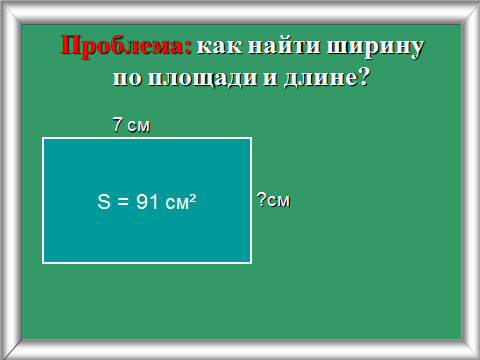 Проблема: как найти ширину
по площади и длине?
7 см
S = 91 см²
?см